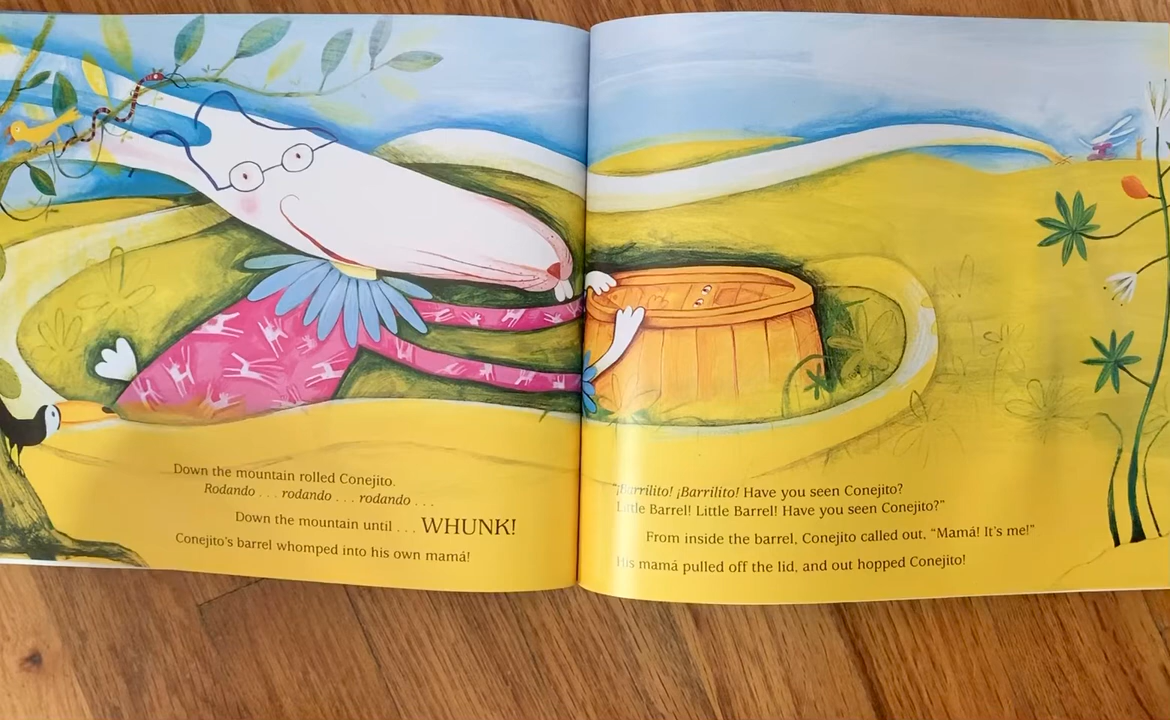 Down the mountain rolled Conejito.
Rodando . . . rodando . . . rodando . . .
Down the mountain until . . . WHUNK!
Conejito's barrel whomped into his own mamá!
"¡Barrilito! ¡Barrilito! Have you seen Conejito?
Little Barrel! Little Barrel! Have you seen Conejito?"
From inside the barrel, Conejito called out, "Mamá! It's me!"
His mamá pulled off the lid, and out hopped Conejito!